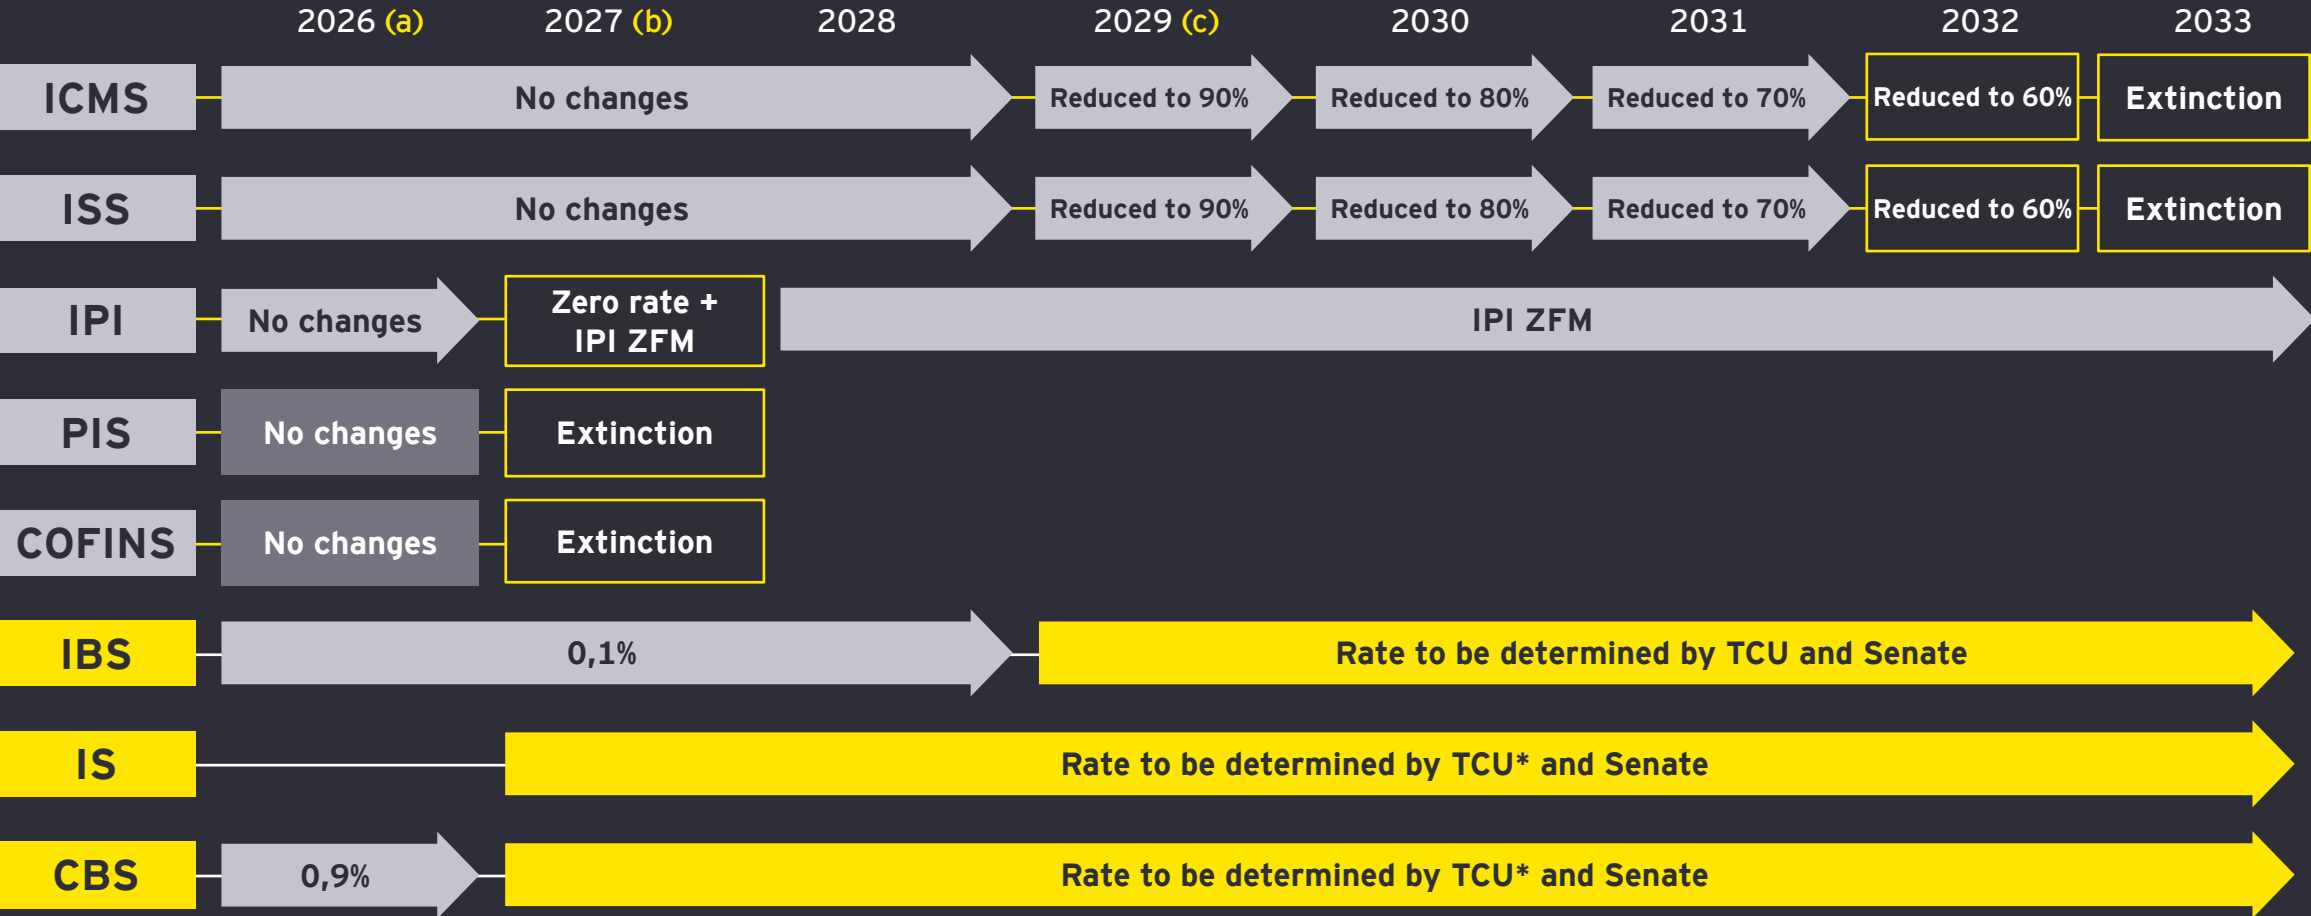 2026 (a) 2027 (b) 2028 2029 (c) 2030 2031 2032 2033
ICMS No changes Reduced to 90% Reduced to 80% Reduced to 70% Reduced to 60% Extinction
ISS No changes Reduced to 90% Reduced to 80% Reduced to 70% Reduced to 60% Extinction
IPI No changes Zero rate +
IPI ZFM IPI ZFM
PIS No changes Extinction
COFINS No changes Extinction
IBS 0,1% Rate to be determined by TCU and Senate
IS Rate to be determined by TCU* and Senate
CBS 0,9% Rate to be determined by TCU* and Senate